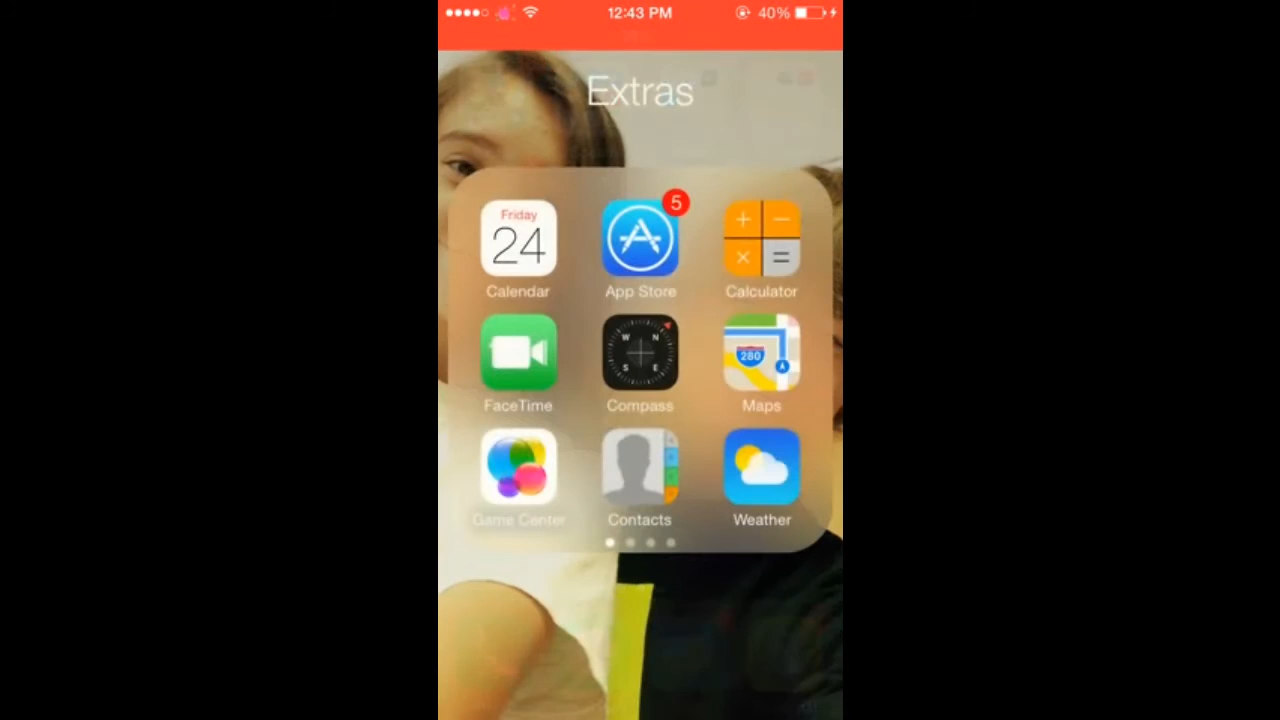 12:43 PM 40%
Extras
Friday
24
5
Calendar App Store Calculator
W N
S E
280
FaceTime Compass Maps
Game Center Contacts Weather